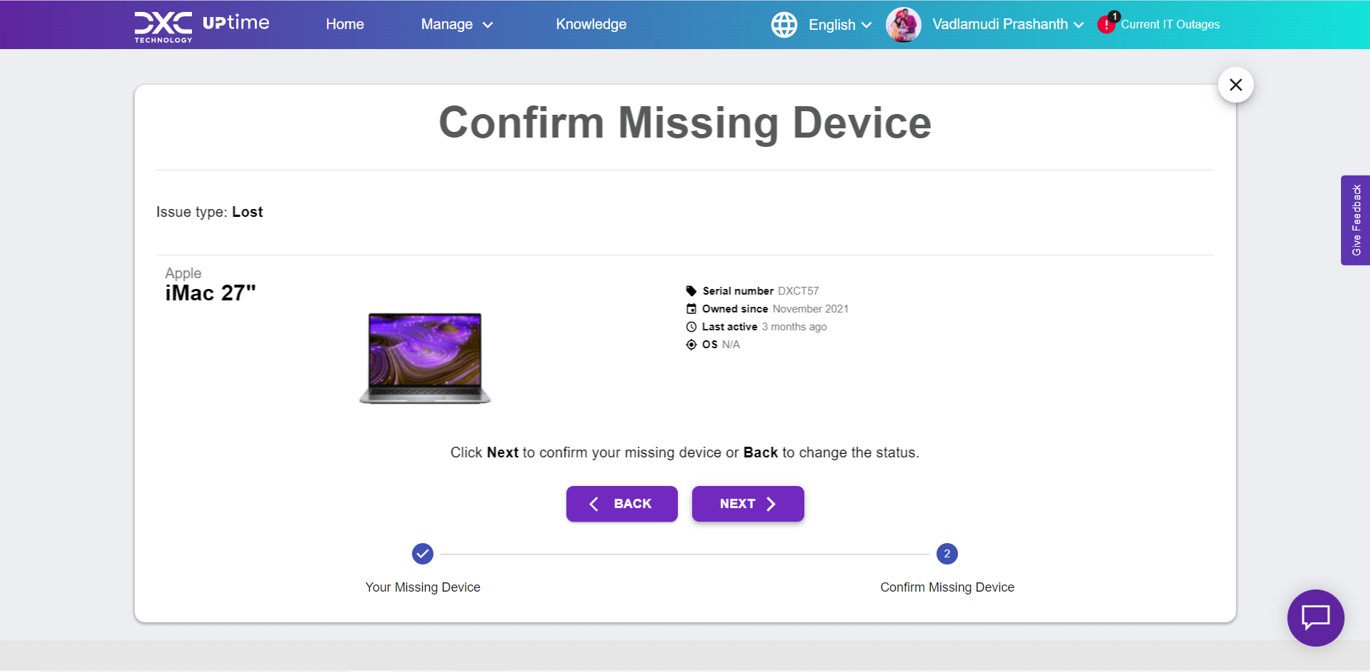 DXC TECHNOLOGY UPtime
Home
Manage
Knowledge
English
Vadlamudi Prashanth
! 1
Current IT Outages
Confirm Missing Device
Give Feedback
Issue type: Lost
Apple
iMac 27"
Serial number DXCT57
Owned since November 2021
Last active 3 months ago
OS N/A
Click Next to confirm your missing device or Back to change the status.
BACK
NEXT
2
Your Missing Device
Confirm Missing Device